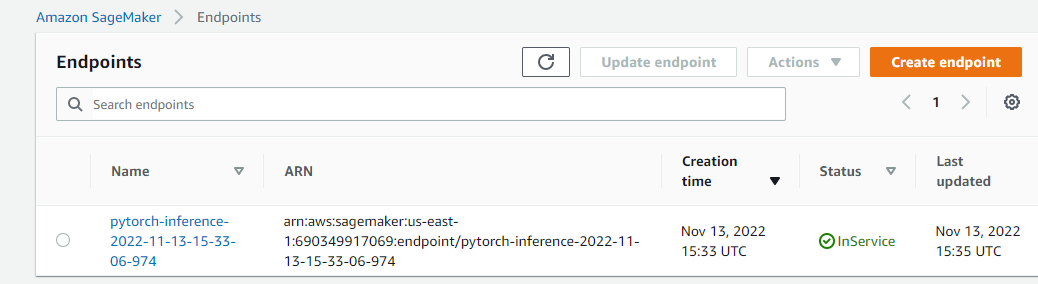 Amazon SageMaker > Endpoints
Endpoints
Update endpoint
Actions
Create endpoint
Search endpoints
1
Name
ARN
Creation
time
Status
Last
updated
pytorch-inference-
2022-11-13-15-33-
06-974
arn:aws:sagemaker:us-east-
1:690349917069:endpoint/pytorch-inference-2022-11-
13-15-33-06-974
Nov 13, 2022
15:33 UTC
InService
Nov 13, 2022
15:35 UTC